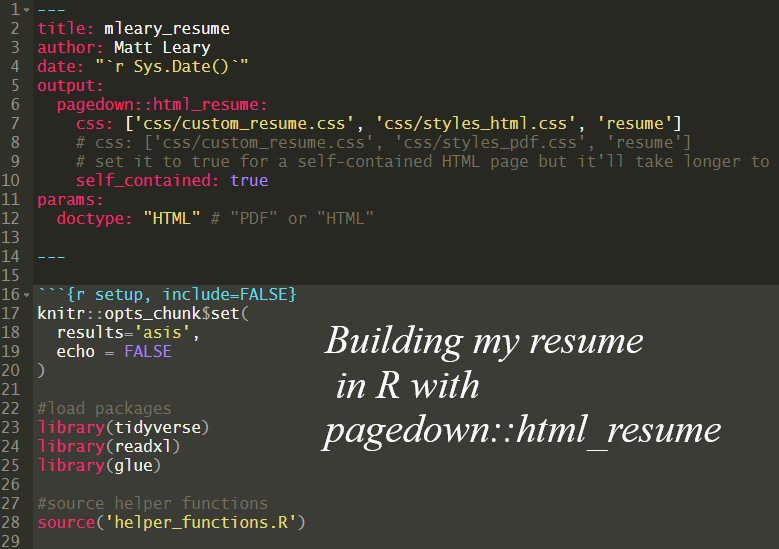 1 ---
2 title: mleary_resume
3 author: Matt Leary
4 date: "`r Sys.Date()`"
5 output:
6   pagedown::html_resume:
7     css: ['css/custom_resume.css', 'css/styles_html.css', 'resume']
8     # css: ['css/custom_resume.css', 'css/styles_pdf.css', 'resume']
9     # set it to true for a self-contained HTML page but it'll take longer to
10     self_contained: true
11 params:
12   doctype: "HTML" # "PDF" or "HTML"
13
14 ---
15
16 ```{r setup, include=FALSE}
17 knitr::opts_chunk$set(
18   results='asis',
19   echo = FALSE
20 )
21
22 #load packages
23 library(tidyverse)
24 library(readxl)
25 library(glue)
26
27 #source helper functions
28 source('helper_functions.R')
29
Building my resume
in R with
pagedown::html_resume